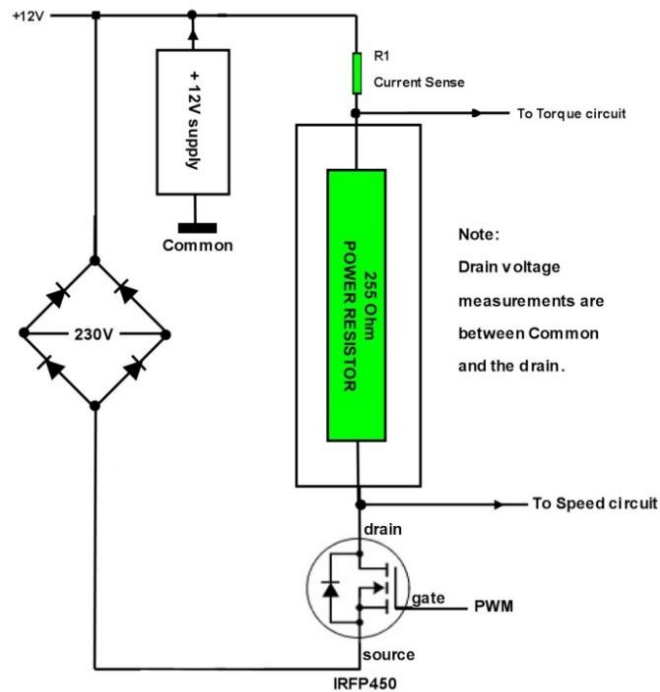 +12V
R1
Current Sense
+ 12V supply
To Torque circuit
Common
255 Ohm
POWER RESISTOR
Note:
Drain voltage
measurements are
between Common
and the drain.
230V
To Speed circuit
drain
gate
PWM
source
IRFP450